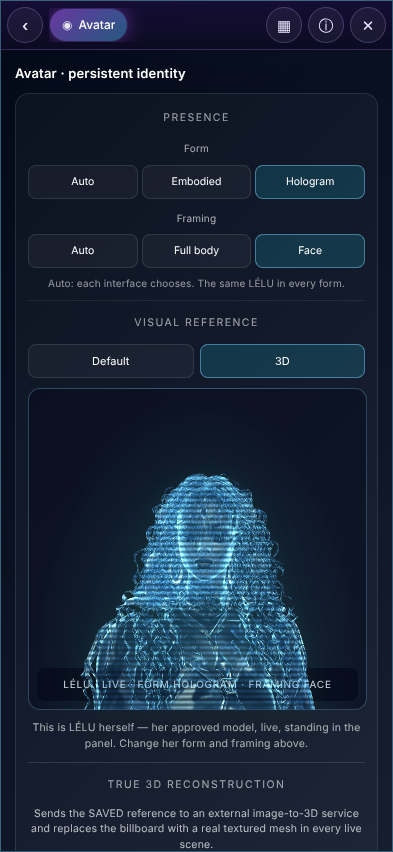 Avatar
Avatar · persistent identity
PRESENCE
Form
Auto
Embodied
Hologram
Framing
Auto
Full body
Face
Auto: each interface chooses. The same LÉLU in every form.
VISUAL REFERENCE
Default
3D
LÉLU · LIVE · FORM HOLOGRAM · FRAMING FACE
This is LÉLU herself — her approved model, live, standing in the
panel. Change her form and framing above.
TRUE 3D RECONSTRUCTION
Sends the SAVED reference to an external image-to-3D service
and replaces the billboard with a real textured mesh in every live
scene.